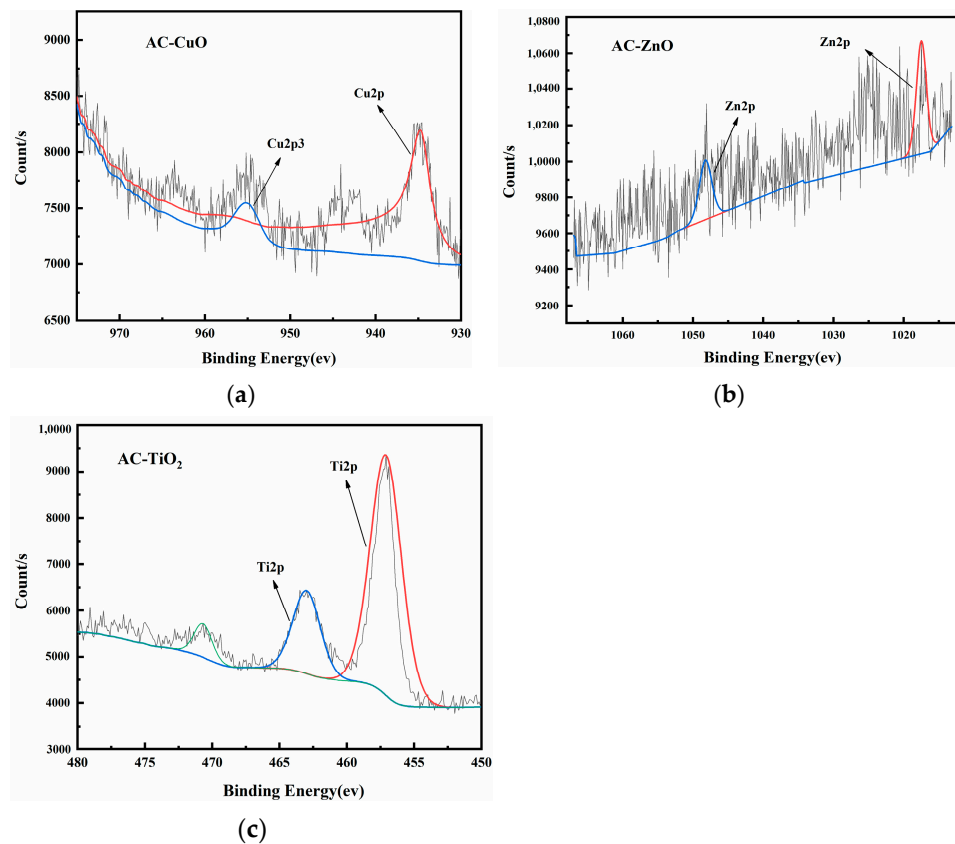 AC-CuO
Cu2p
Cu2p3
Count/s
9000
8500
8000
7500
7000
6500
970
960
950
940
930
Binding Energy(ev)
(a)
AC-ZnO
Zn2p
Zn2p
Count/s
1,0800
1,0600
1,0400
1,0200
1,0000
9800
9600
9400
9200
1060
1050
1040
1030
1020
Binding Energy(ev)
(b)
AC-TiO₂
Ti2p
Ti2p
Count/s
1,0000
9000
8000
7000
6000
5000
4000
3000
480
475
470
465
460
455
450
Binding Energy(ev)
(c)